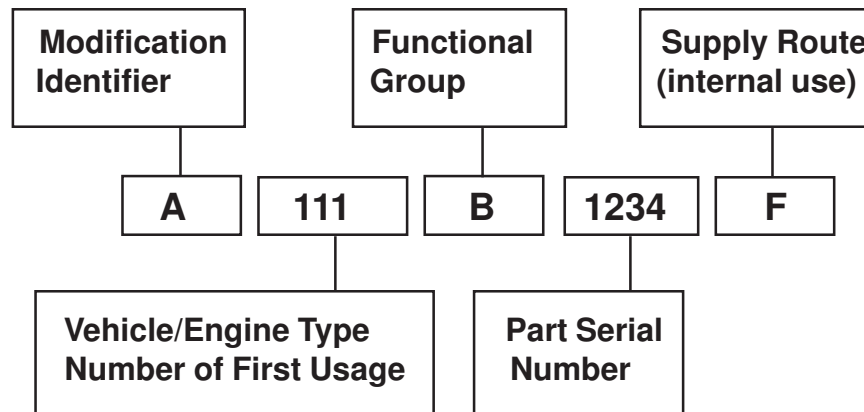 Modification
Identifier
Functional
Group
Supply Route
(internal use)
A
111
B
1234
F
Vehicle/Engine Type
Number of First Usage
Part Serial
Number